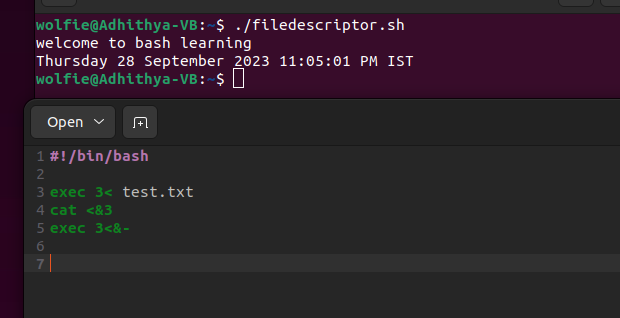 wolfie@Adhithya-VB:~$ ./filedescriptor.sh
welcome to bash learning
Thursday 28 September 2023 11:05:01 PM IST
wolfie@Adhithya-VB:~$
Open
1 #!/bin/bash
2
3 exec 3< test.txt
4 cat <&3
5 exec 3<&-
6
7